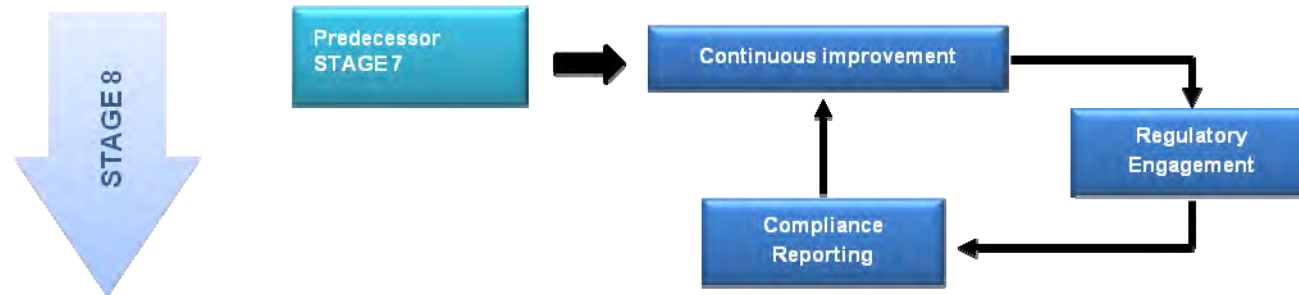 STAGE 8
Predecessor
STAGE 7
Continuous improvement
Regulatory
Engagement
Compliance
Reporting